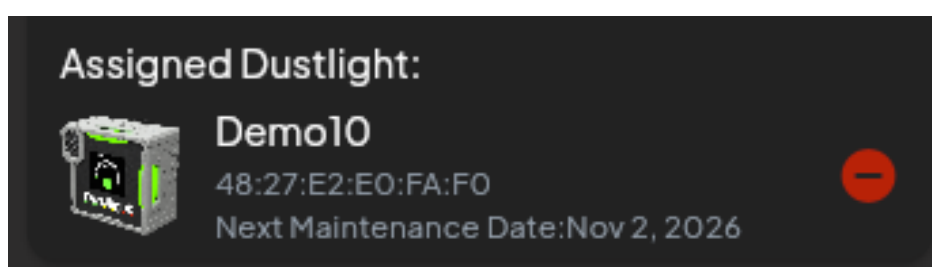 Assigned Dustlight:
Demo10
48:27:E2:E0:FA:F0
Next Maintenance Date:Nov 2, 2026